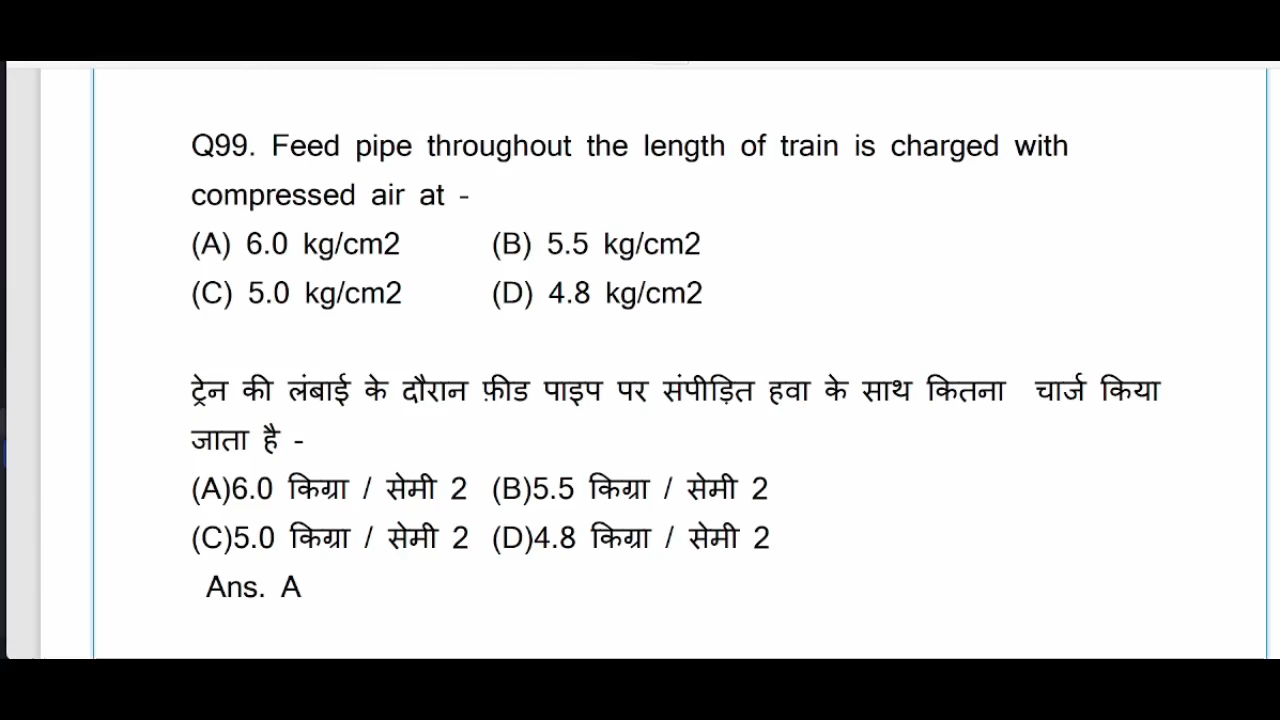 Q99. Feed pipe throughout the length of train is charged with
compressed air at -
(A) 6.0 kg/cm2 (B) 5.5 kg/cm2
(C) 5.0 kg/cm2 (D) 4.8 kg/cm2
ट्रेन की लंबाई के दौरान फ़ीड पाइप पर संपीड़ित हवा के साथ कितना चार्ज किया
जाता है -
(A)6.0 किग्रा / सेमी 2 (B)5.5 किग्रा / सेमी 2
(C)5.0 किग्रा / सेमी 2 (D)4.8 किग्रा / सेमी 2
Ans. A